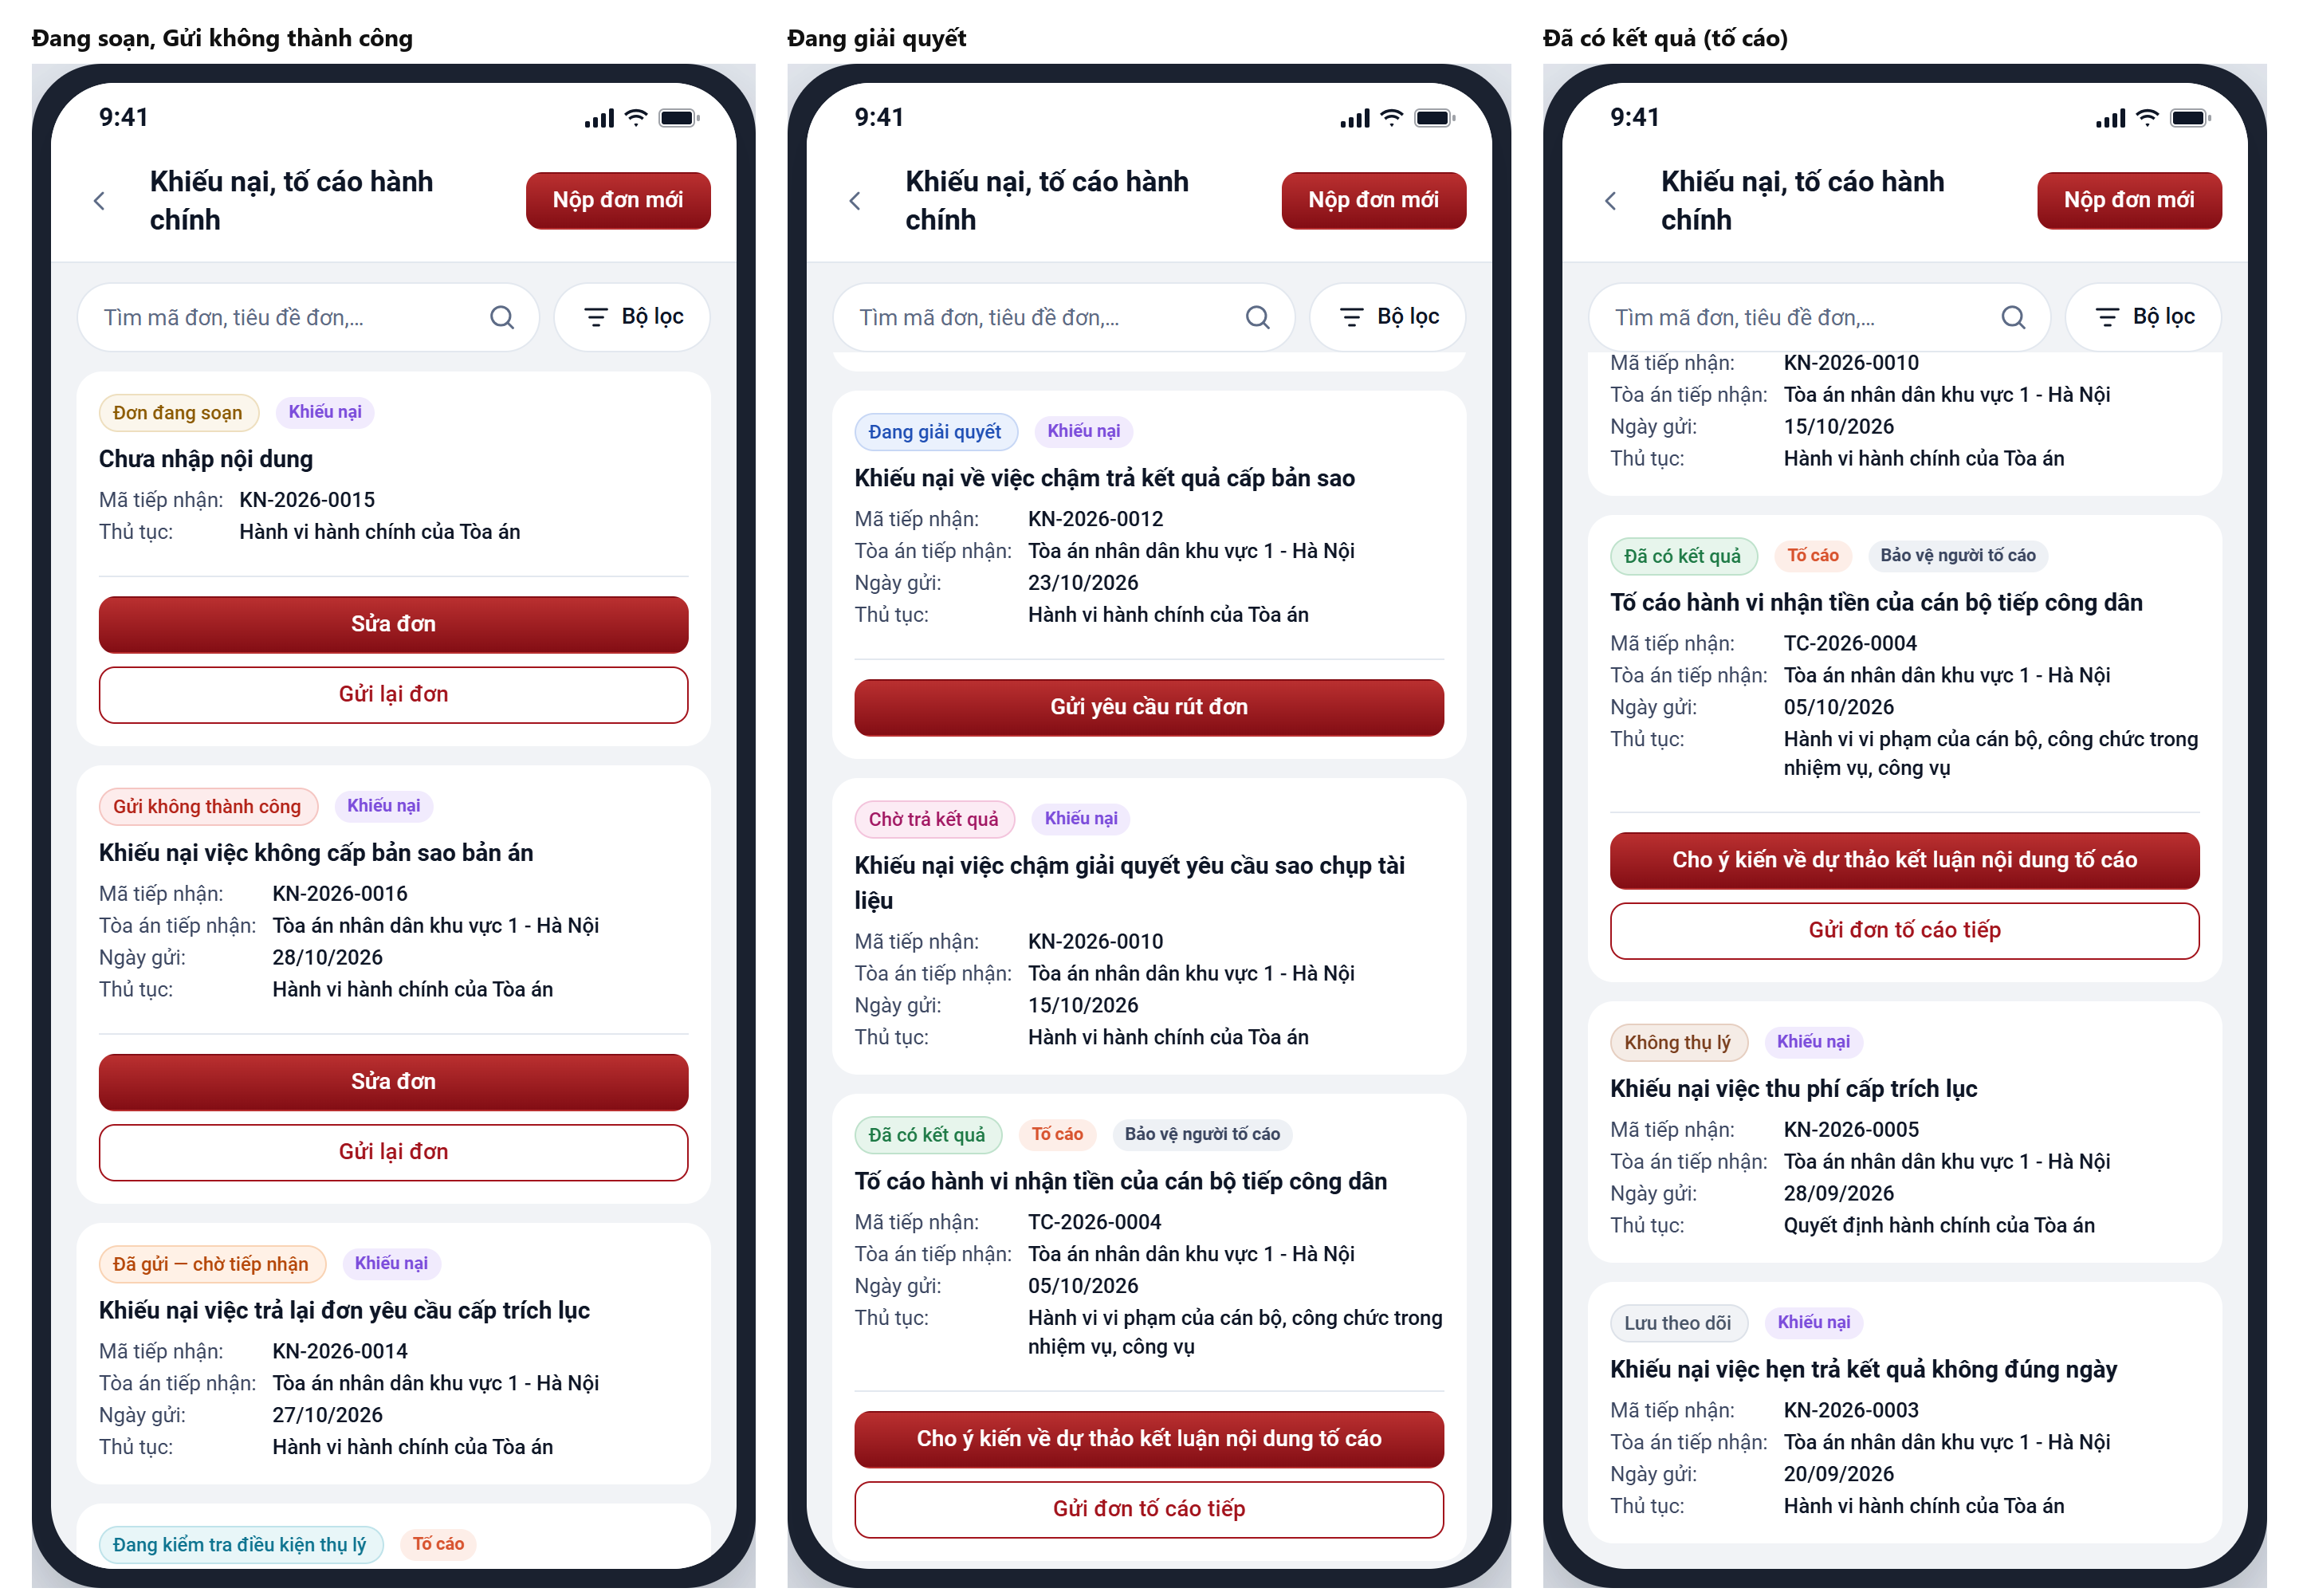 Đang soạn, Gửi không thành công
9:41
Khiếu nại, tố cáo hành
chính
Nộp đơn mới
Tìm mã đơn, tiêu đề đơn,...
Bộ lọc
Đơn đang soạn
Khiếu nại
Chưa nhập nội dung
Mã tiếp nhận: KN-2026-0015
Thủ tục: Hành vi hành chính của Tòa án
Sửa đơn
Gửi lại đơn
Gửi không thành công
Khiếu nại
Khiếu nại việc không cấp bản sao bản án
Mã tiếp nhận: KN-2026-0016
Tòa án tiếp nhận: Tòa án nhân dân khu vực 1 - Hà Nội
Ngày gửi: 28/10/2026
Thủ tục: Hành vi hành chính của Tòa án
Sửa đơn
Gửi lại đơn
Đã gửi — chờ tiếp nhận
Khiếu nại
Khiếu nại việc trả lại đơn yêu cầu cấp trích lục
Mã tiếp nhận: KN-2026-0014
Tòa án tiếp nhận: Tòa án nhân dân khu vực 1 - Hà Nội
Ngày gửi: 27/10/2026
Thủ tục: Hành vi hành chính của Tòa án
Đang kiểm tra điều kiện thụ lý
Tố cáo
Đang giải quyết
9:41
Khiếu nại, tố cáo hành
chính
Nộp đơn mới
Tìm mã đơn, tiêu đề đơn,...
Bộ lọc
Đang giải quyết
Khiếu nại
Khiếu nại về việc chậm trả kết quả cấp bản sao
Mã tiếp nhận: KN-2026-0012
Tòa án tiếp nhận: Tòa án nhân dân khu vực 1 - Hà Nội
Ngày gửi: 23/10/2026
Thủ tục: Hành vi hành chính của Tòa án
Gửi yêu cầu rút đơn
Chờ trả kết quả
Khiếu nại
Khiếu nại việc chậm giải quyết yêu cầu sao chụp tài
liệu
Mã tiếp nhận: KN-2026-0010
Tòa án tiếp nhận: Tòa án nhân dân khu vực 1 - Hà Nội
Ngày gửi: 15/10/2026
Thủ tục: Hành vi hành chính của Tòa án
Đã có kết quả
Tố cáo
Bảo vệ người tố cáo
Tố cáo hành vi nhận tiền của cán bộ tiếp công dân
Mã tiếp nhận: TC-2026-0004
Tòa án tiếp nhận: Tòa án nhân dân khu vực 1 - Hà Nội
Ngày gửi: 05/10/2026
Thủ tục: Hành vi vi phạm của cán bộ, công chức trong
nhiệm vụ, công vụ
Cho ý kiến về dự thảo kết luận nội dung tố cáo
Gửi đơn tố cáo tiếp
Đã có kết quả (tố cáo)
9:41
Khiếu nại, tố cáo hành
chính
Nộp đơn mới
Tìm mã đơn, tiêu đề đơn,...
Bộ lọc
Mã tiếp nhận: KN-2026-0010
Tòa án tiếp nhận: Tòa án nhân dân khu vực 1 - Hà Nội
Ngày gửi: 15/10/2026
Thủ tục: Hành vi hành chính của Tòa án
Đã có kết quả
Tố cáo
Bảo vệ người tố cáo
Tố cáo hành vi nhận tiền của cán bộ tiếp công dân
Mã tiếp nhận: TC-2026-0004
Tòa án tiếp nhận: Tòa án nhân dân khu vực 1 - Hà Nội
Ngày gửi: 05/10/2026
Thủ tục: Hành vi vi phạm của cán bộ, công chức trong
nhiệm vụ, công vụ
Cho ý kiến về dự thảo kết luận nội dung tố cáo
Gửi đơn tố cáo tiếp
Không thụ lý
Khiếu nại
Khiếu nại việc thu phí cấp trích lục
Mã tiếp nhận: KN-2026-0005
Tòa án tiếp nhận: Tòa án nhân dân khu vực 1 - Hà Nội
Ngày gửi: 28/09/2026
Thủ tục: Quyết định hành chính của Tòa án
Lưu theo dõi
Khiếu nại
Khiếu nại việc hẹn trả kết quả không đúng ngày
Mã tiếp nhận: KN-2026-0003
Tòa án tiếp nhận: Tòa án nhân dân khu vực 1 - Hà Nội
Ngày gửi: 20/09/2026
Thủ tục: Hành vi hành chính của Tòa án